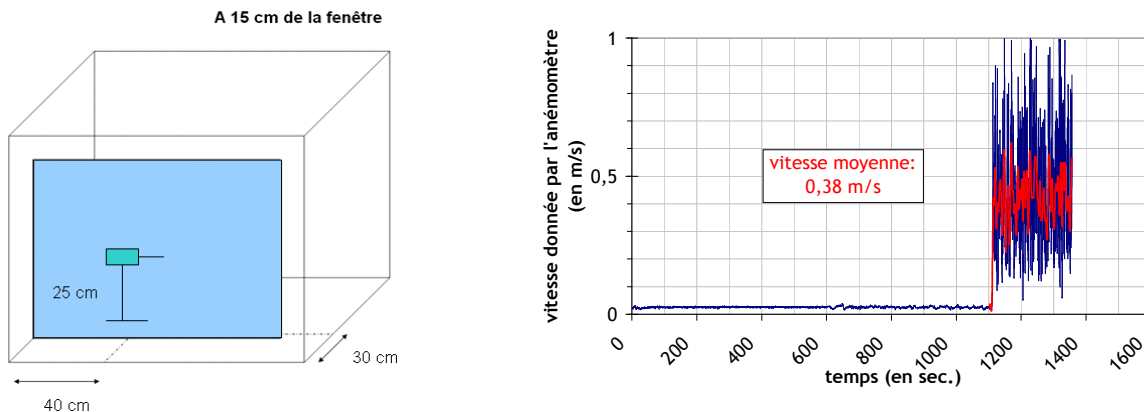 A 15 cm de la fenêtre
25 cm
30 cm
40 cm
vitesse donnée par l'anémomètre
(en m/s)
1
0,5
0
vitesse moyenne:
0,38 m/s
0
200
400
600
800
1000
1200
1400
1600
temps (en sec.)